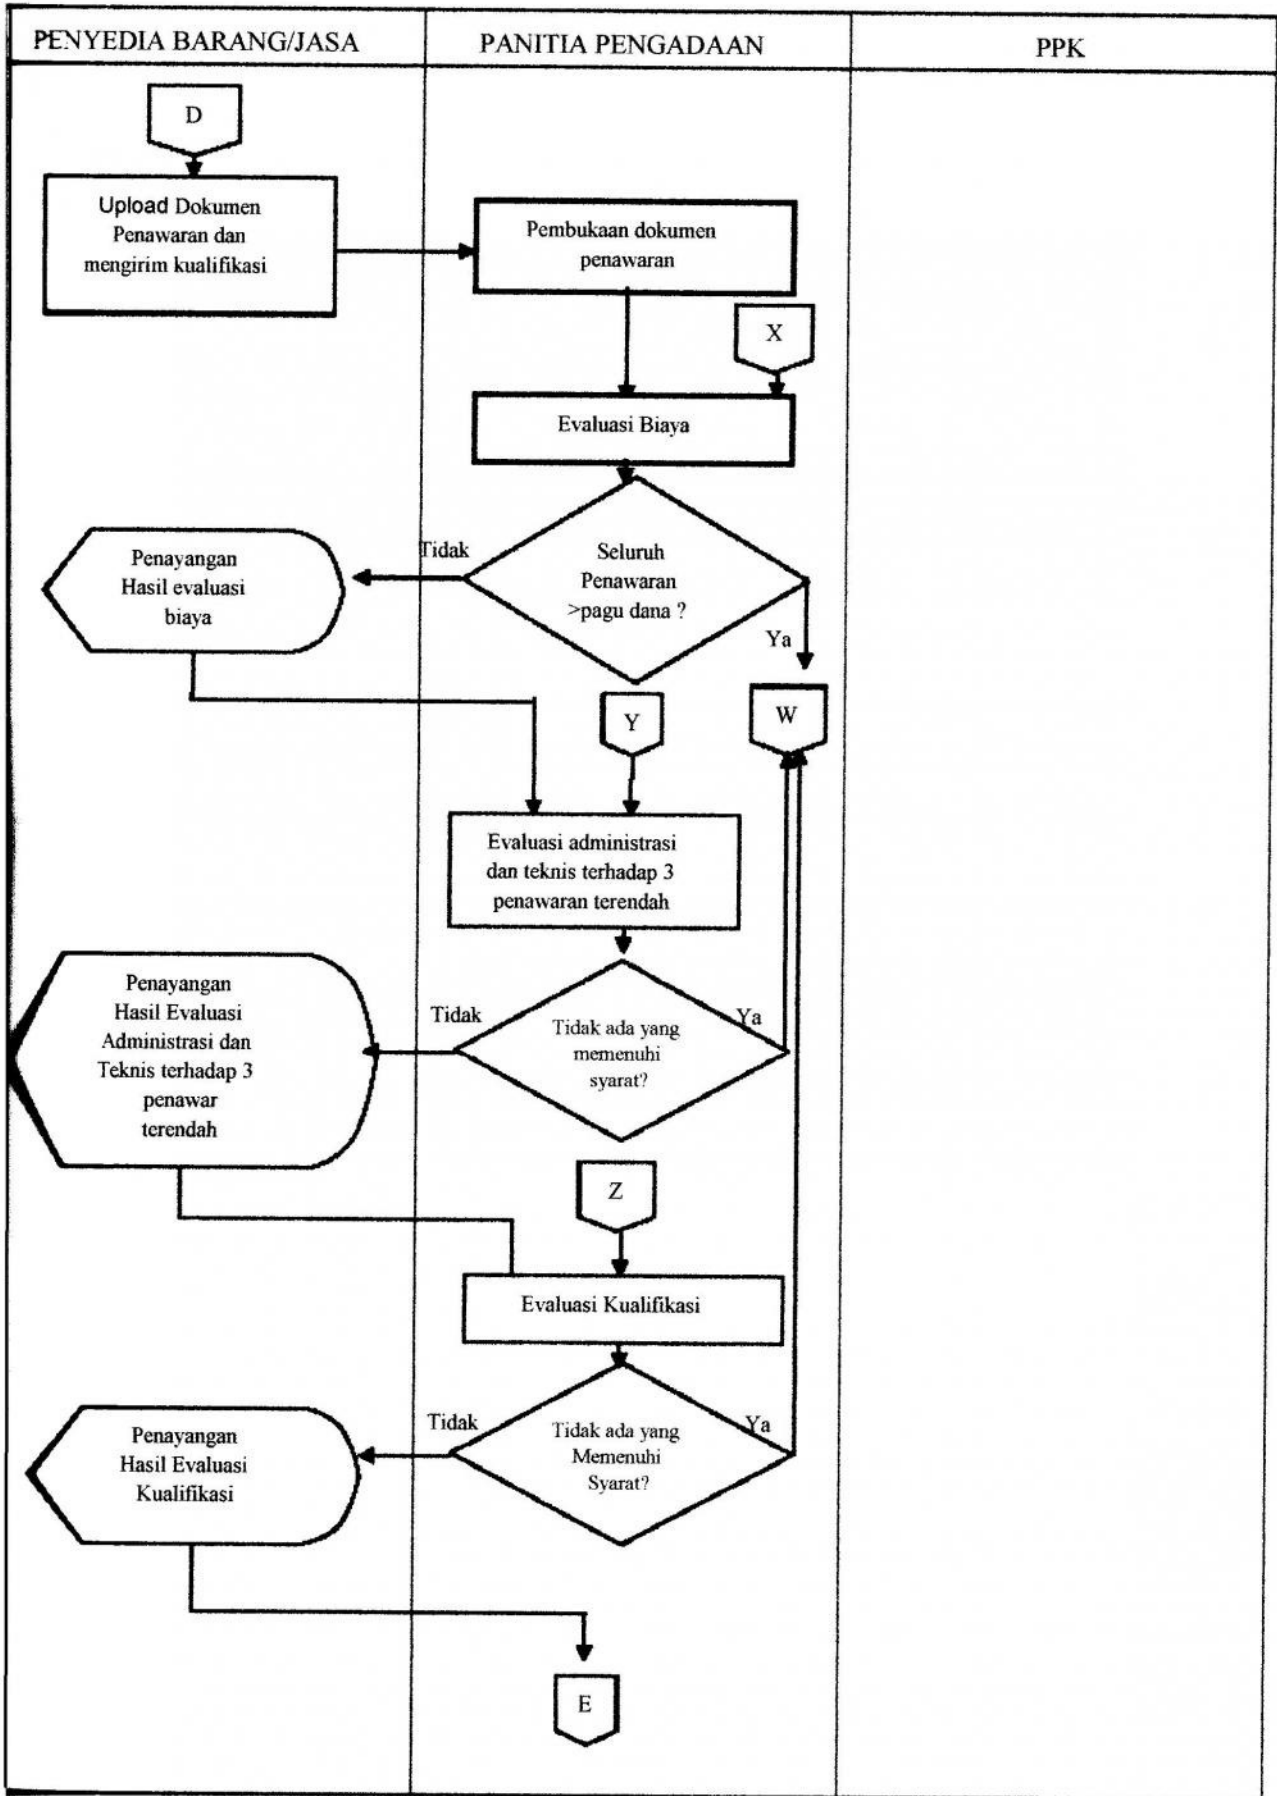 PENYEDIA BARANG/JASA
PANITIA PENGADAAN
PPK
D
Upload Dokumen
Penawaran dan
mengirim kualifikasi
Pembukaan dokumen
penawaran
X
Evaluasi Biaya
Tidak
Seluruh
Penawaran
>pagu dana ?
Ya
Penayangan
Hasil evaluasi
biaya
Y
W
Evaluasi administrasi
dan teknis terhadap 3
penawaran terendah
Penayangan
Hasil Evaluasi
Administrasi dan
Teknis terhadap 3
penawar
terendah
Tidak
Tidak ada yang
memenuhi
syarat?
Ya
Z
Evaluasi Kualifikasi
Tidak
Tidak ada yang
Memenuhi
Syarat?
Ya
Penayangan
Hasil Evaluasi
Kualifikasi
E